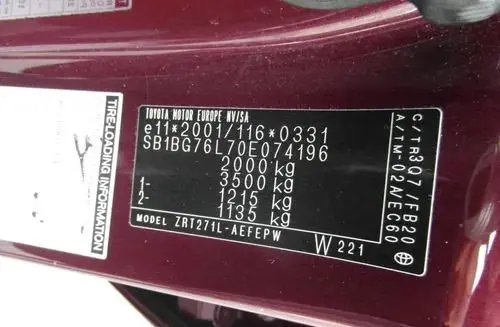 TIRE-LOADING INFORMATION
TOYOTA MOTOR EUROPE NV/SA
e11*2001/116*0331
SB1BG76L70E074196
2000 kg
3500 kg
1- 1215 kg
2- 1135 kg
MODEL ZRT271L-AEFEPW
W 221
C/TR3Q7/FB20
A/TM-02A/EC60